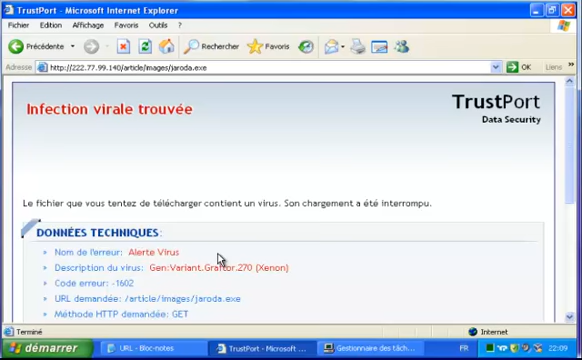 TrustPort - Microsoft Internet Explorer
Fichier Edition Affichage Favoris Outils ?
Précédente Rechercher Favoris
Adresse http://222.77.99.140/article/images/jaroda.exe OK Liens
TrustPort
Infection virale trouvée
Data Security
Le fichier que vous tentez de télécharger contient un virus. Son chargement a été interrompu.
DONNÉES TECHNIQUES:
Nom de l'erreur: Alerte Virus
Description du virus: Gen:Variant.Graftor.270 (Xenon)
Code erreur: -1602
URL demandée: /article/images/jaroda.exe
Méthode HTTP demandée: GET
Terminé Internet
démarrer URL - Bloc-notes TrustPort - Microsof ... Gestionnaire des tâch... FR 22:09